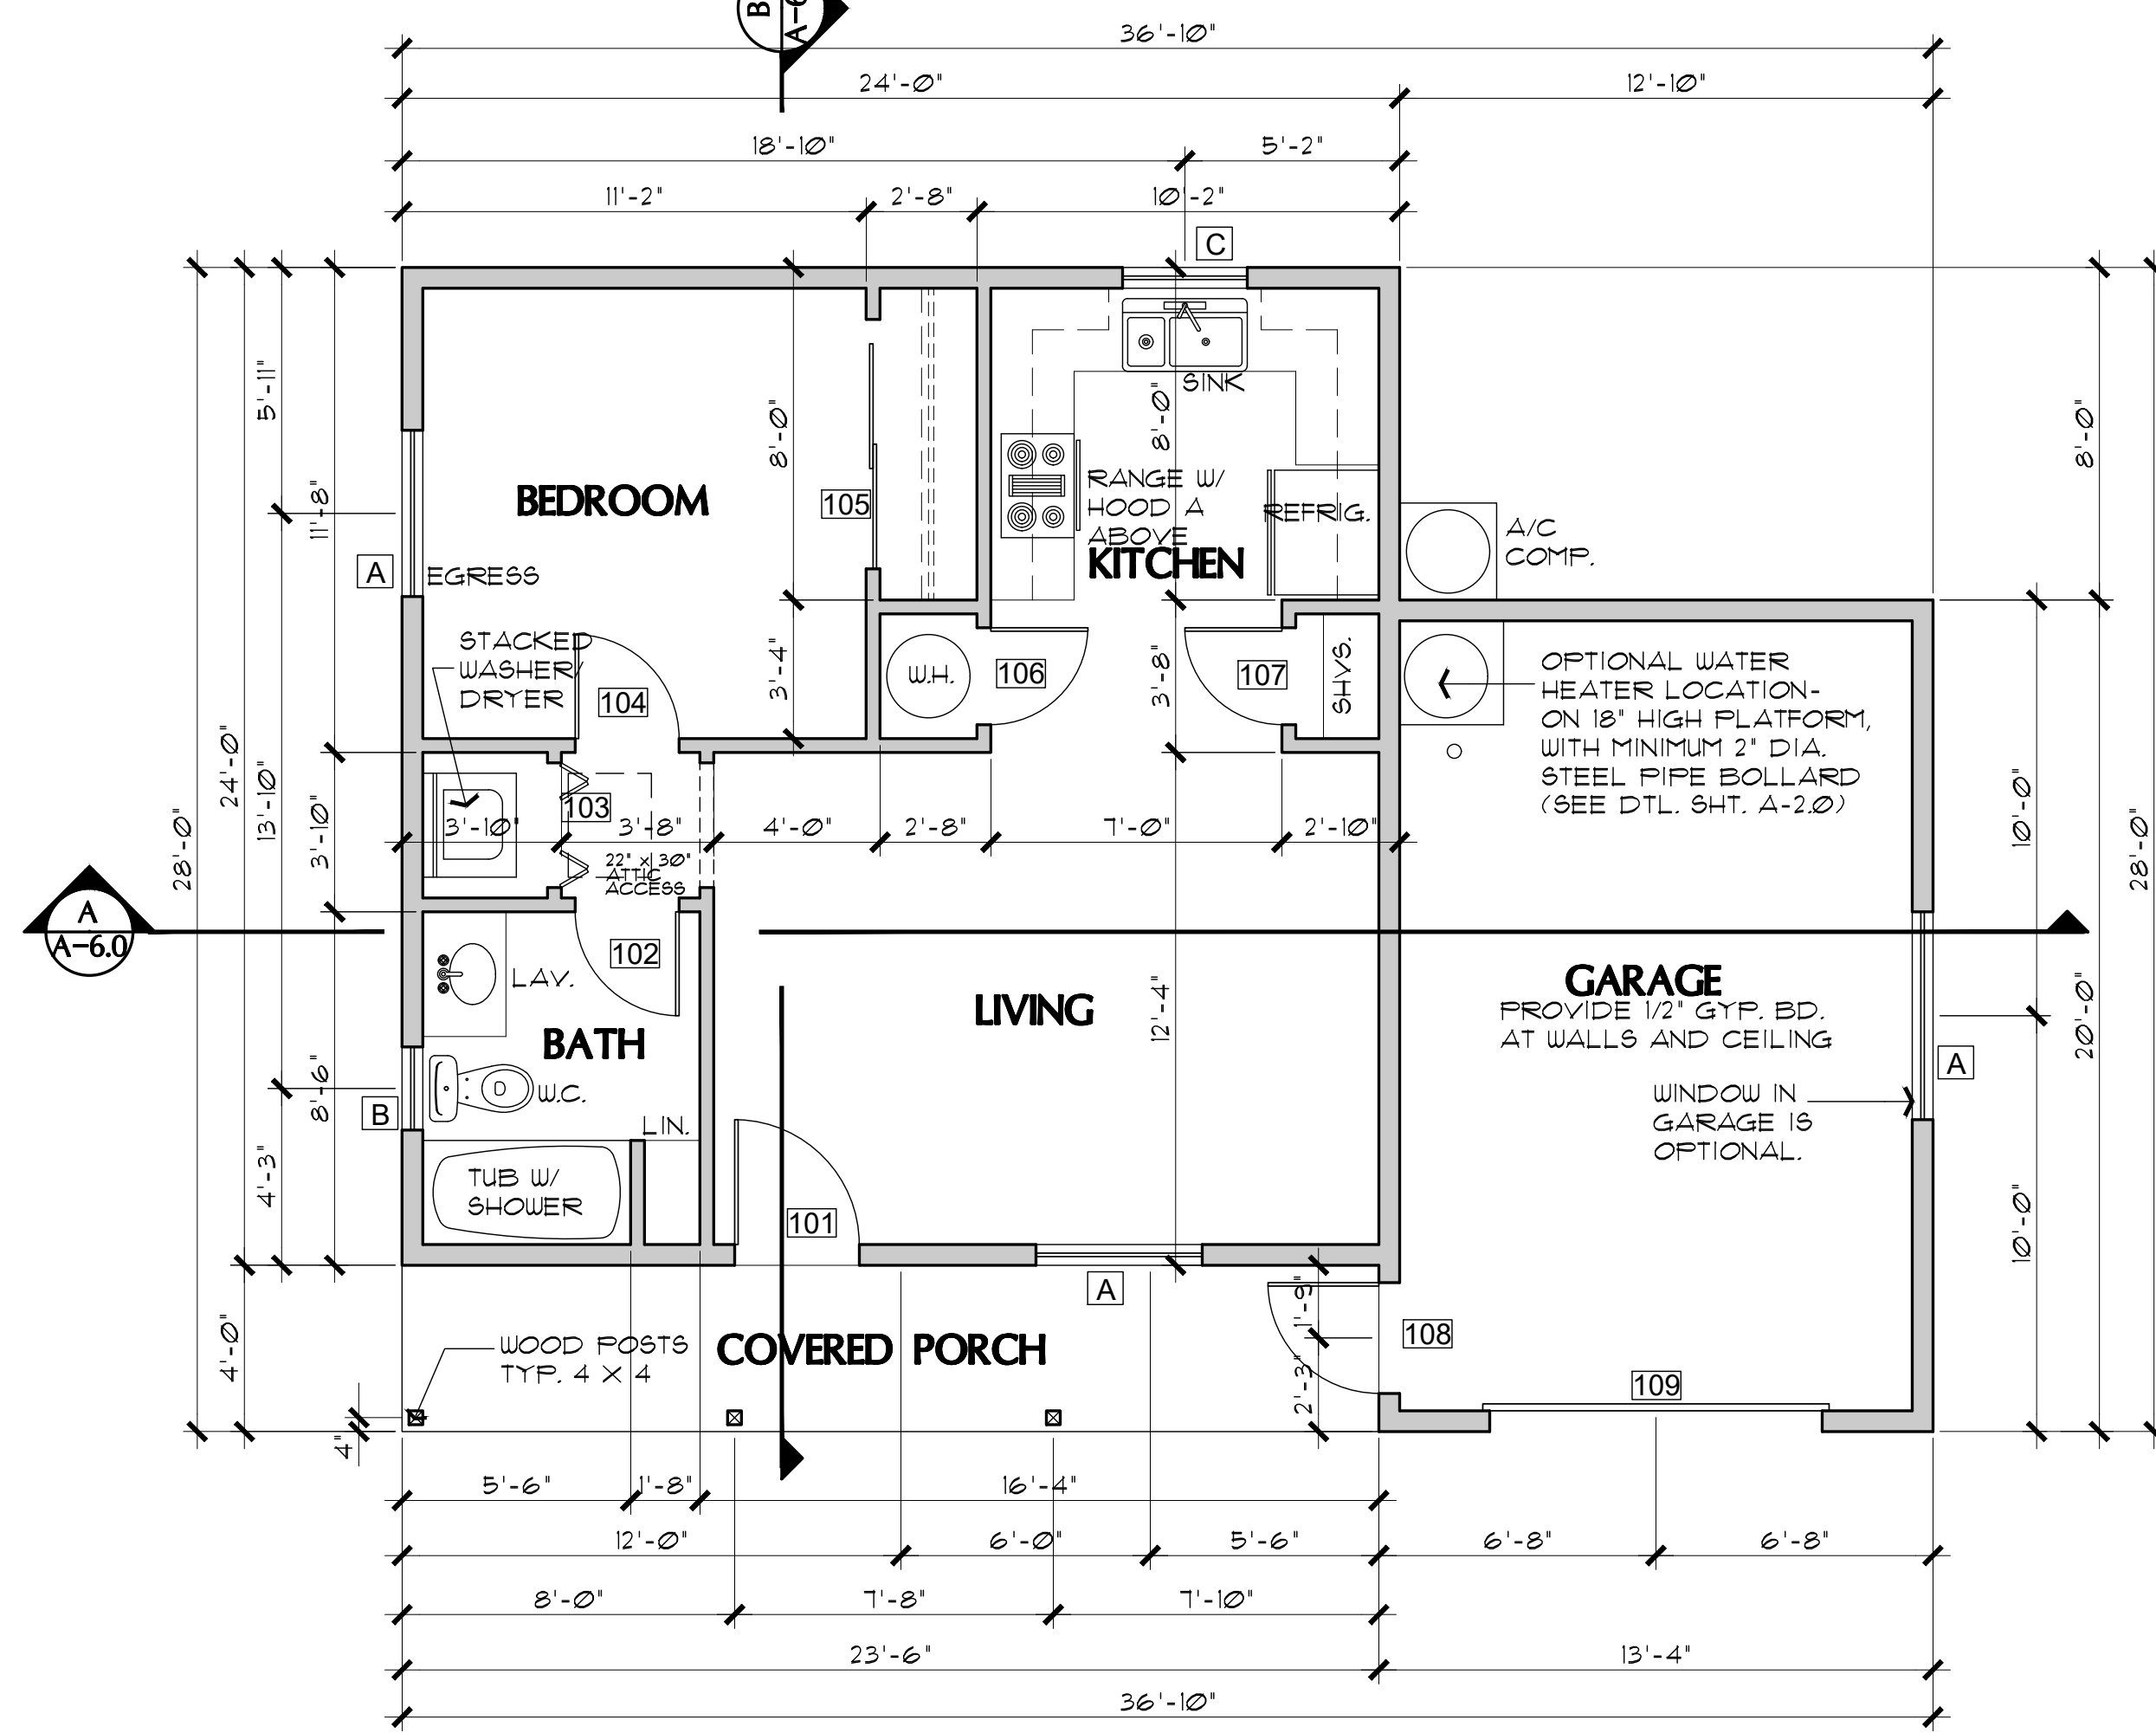 B
A-6
36'-10"
24'-0"
12'-10"
18'-10"
5'-2"
11'-2"
2'-8"
10'-2"
C
SINK
5'-11"
11'-8"
8'-0"
8'-0"
8'-0"
BEDROOM
105
RANGE W/
HOOD A
ABOVE
KITCHEN
REFRIG.
A/C
COMP.
A
EGRESS
STACKED
WASHER/
DRYER
104
3'-4"
W.H.
106
3'-8"
107
SHVS.
OPTIONAL WATER
HEATER LOCATION-
ON 18" HIGH PLATFORM,
WITH MINIMUM 2" DIA.
STEEL PIPE BOLLARD
(SEE DTL. SHT. A-2.0)
28'-0"
24'-0"
13'-10"
3'-10"
103
3'-10"
3'-8"
4'-0"
2'-8"
7'-0"
2'-10"
10'-0"
28'-0"
22" x 30"
ATTIC
ACCESS
A
A-6.0
102
LAV.
BATH
W.C.
LIN.
LIVING
12'-4"
GARAGE
PROVIDE 1/2" GYP. BD.
AT WALLS AND CEILING
20'-0"
WINDOW IN
GARAGE IS
OPTIONAL.
A
B
8'-6"
4'-3"
TUB W/
SHOWER
101
10'-0"
A
1'-9"
108
2'-3"
4'-0"
WOOD POSTS
TYP. 4 X 4
COVERED PORCH
109
4"
5'-6"
1'-8"
16'-4"
12'-0"
6'-0"
5'-6"
6'-8"
6'-8"
8'-0"
7'-8"
7'-10"
23'-6"
13'-4"
36'-10"